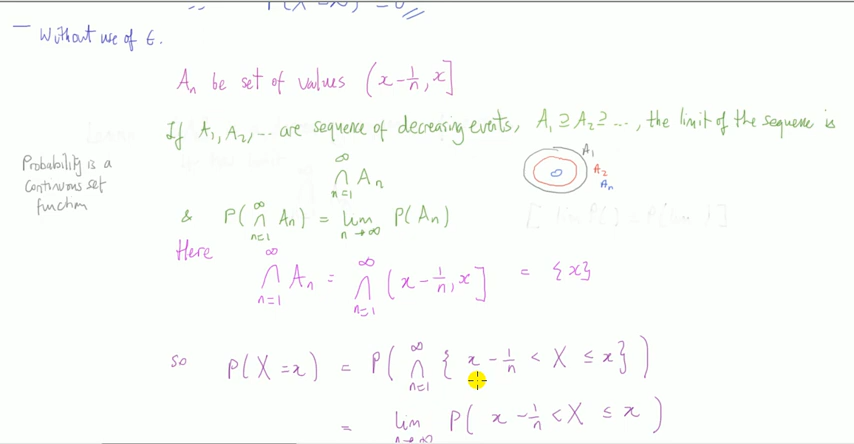 ∴ P(X = x) = 0
— Without use of ε.
Aₙ be set of values (x − 1/n, x]
If A₁, A₂, ... are sequence of decreasing events, A₁ ⊇ A₂ ⊇ ..., the limit of the sequence is
Probability is a
continuous set
function
∞
⋂ Aₙ
n=1
A₁
A₂
Aₙ
& P(⋂_{n=1}^{∞} Aₙ) = lim_{n→∞} P(Aₙ)
Here
⋂_{n=1}^{∞} Aₙ = ⋂_{n=1}^{∞} (x − 1/n, x] = {x}
so P(X = x) = P(⋂_{n=1}^{∞} {x − 1/n < X ≤ x})
= lim_{n→∞} P(x − 1/n < X ≤ x)